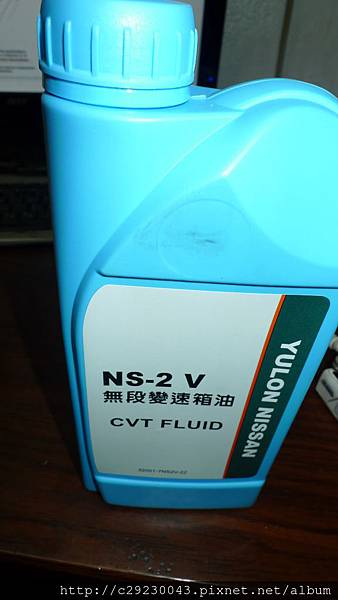 NS-2 V
無段變速箱油
CVT FLUID
YULON NISSAN
http://c29230043.pixnet.net/album